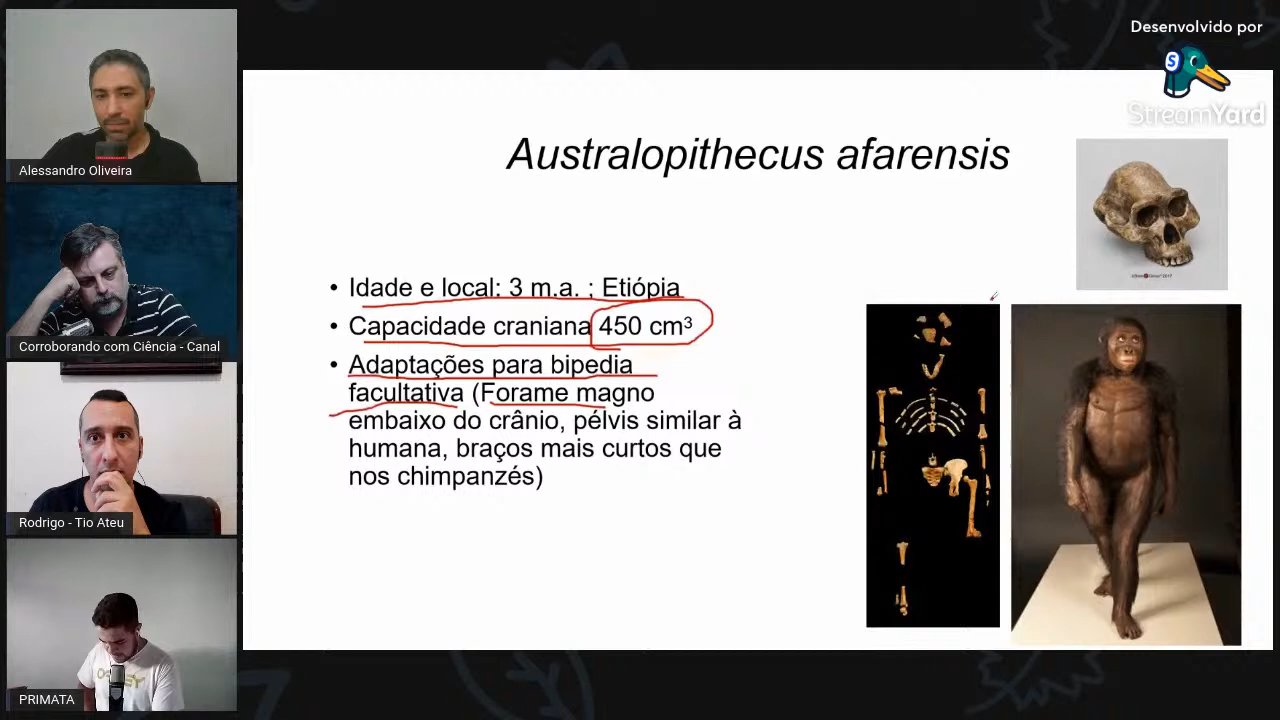 Desenvolvido por
StreamYard
Alessandro Oliveira
Corroborando com Ciência - Canal
Rodrigo - Tio Ateu
PRIMATA
Australopithecus afarensis
• Idade e local: 3 m.a. ; Etiópia
• Capacidade craniana 450 cm³
• Adaptações para bipedia
facultativa (Forame magno
embaixo do crânio, pélvis similar à
humana, braços mais curtos que
nos chimpanzés)